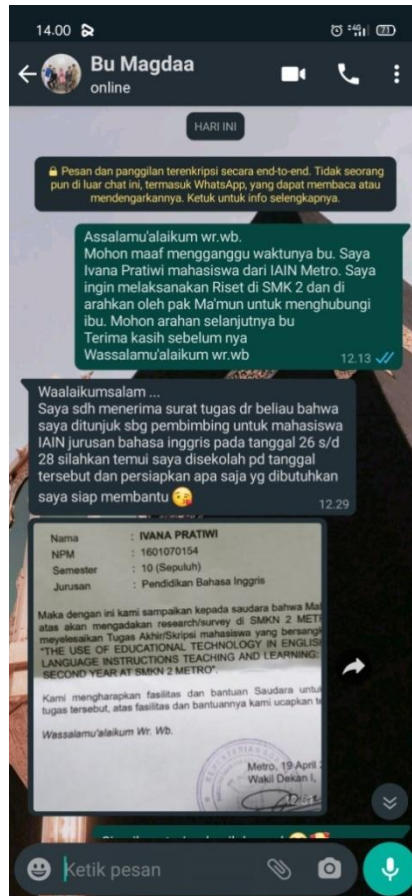 14.00
Bu Magdaa
online
HARI INI
Pesan dan panggilan terenkripsi secara end-to-end. Tidak seorang
pun di luar chat ini, termasuk WhatsApp, yang dapat membaca atau
mendengarkannya. Ketuk untuk info selengkapnya.
Assalamu'alaikum wr.wb.
Mohon maaf mengganggu waktunya bu. Saya
Ivana Pratiwi mahasiswa dari IAIN Metro. Saya
ingin melaksanakan Riset di SMK 2 dan di
arahkan oleh pak Ma'mun untuk menghubungi
ibu. Mohon arahan selanjutnya bu
Terima kasih sebelum nya
Wassalamu'alaikum wr.wb
12.13
Waalaikumsalam ...
Saya sdh menerima surat tugas dr beliau bahwa
saya ditunjuk sbg pembimbing untuk mahasiswa
IAIN jurusan bahasa inggris pada tanggal 26 s/d
28 silahkan temui saya disekolah pd tanggal
tersebut dan persiapkan apa saja yg dibutuhkan
saya siap membantu
12.29
Nama : IVANA PRATIWI
NPM : 1601070154
Semester : 10 (Sepuluh)
Jurusan : Pendidikan Bahasa Inggris
Maka dengan ini kami sampaikan kepada saudara bahwa
atas akan mengadakan research/survey di SMKN 2
meyelesaikan Tugas Akhir/Skripsi mahasiswa yang
"THE USE OF EDUCATIONAL TECHNOLOGY IN ENGLISH
LANGUAGE INSTRUCTIONS TEACHING AND LEARNING:
SECOND YEAR AT SMKN 2 METRO".
Kami mengharapkan fasilitas dan bantuan Saudara
tugas tersebut, atas fasilitas dan bantuannya kami ucapkan
Wassalamu'alaikum Wr. Wb.
Metro, 19 April
Wakil Dekan I,
Ketik pesan